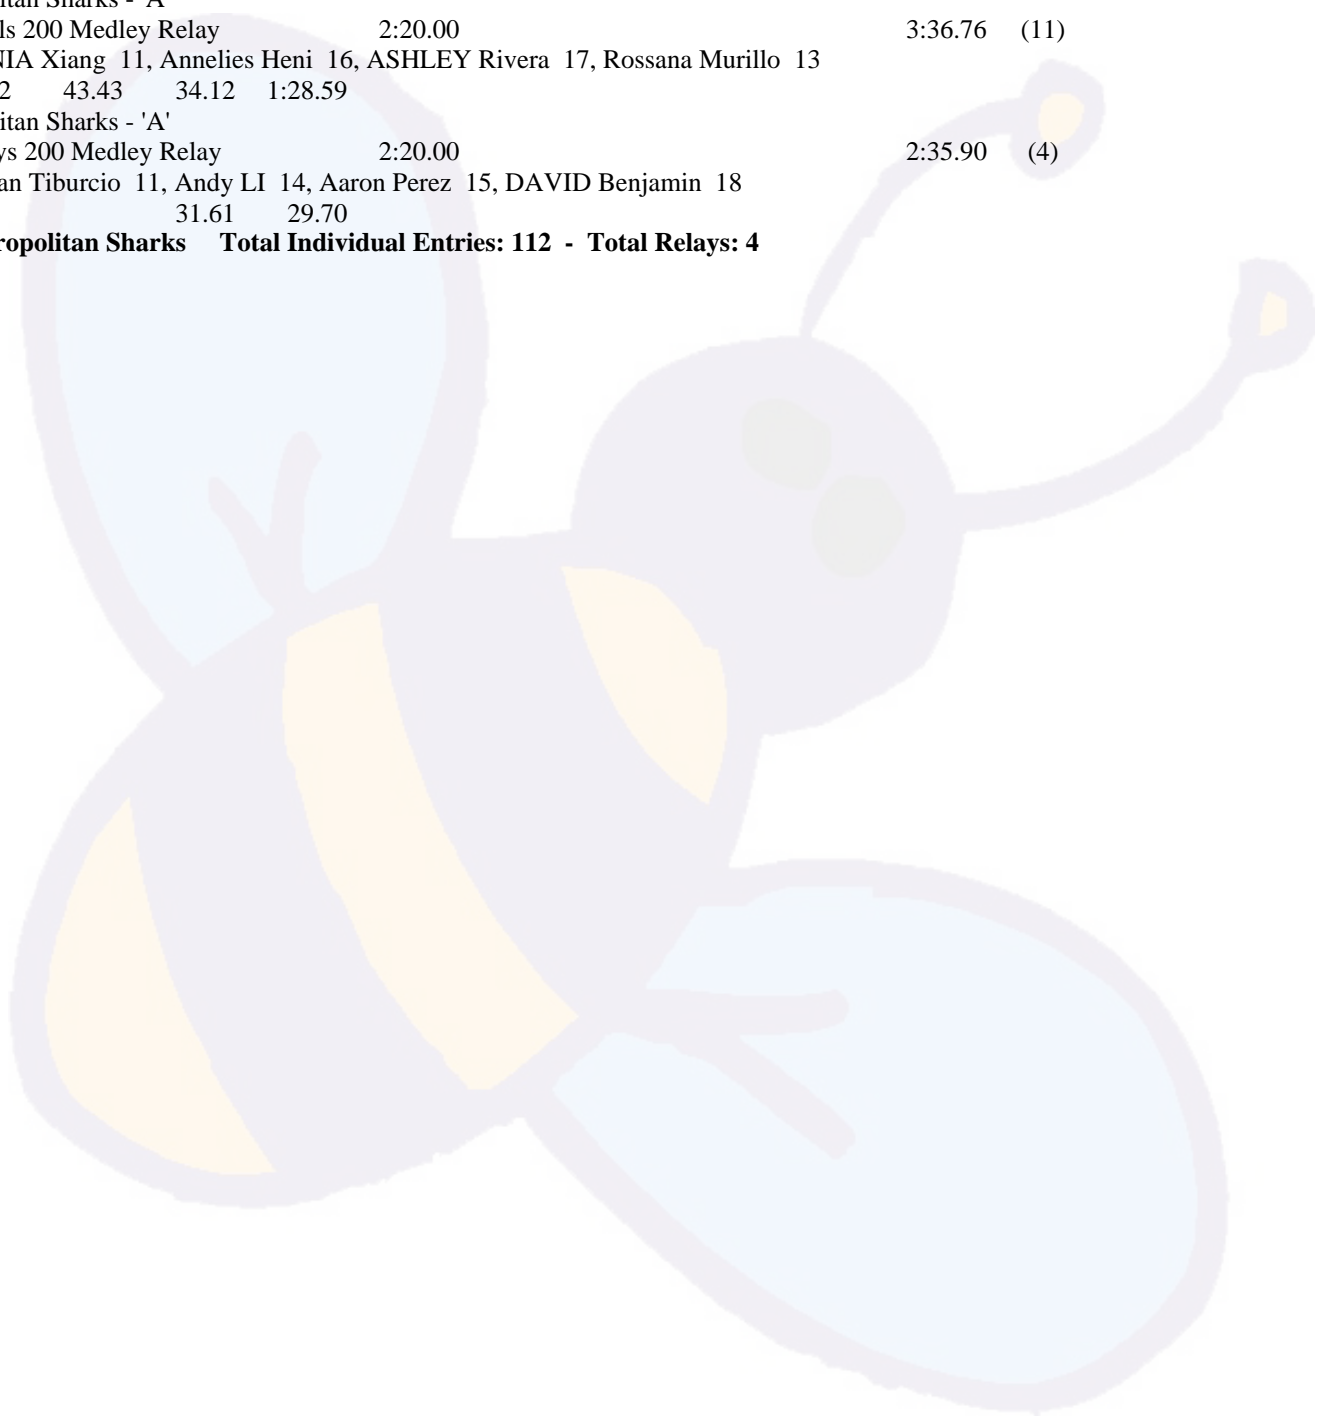 itan Sharks - 'A'
ls 200 Medley Relay 2:20.00 3:36.76 (11)
NIA Xiang 11, Annelies Heni 16, ASHLEY Rivera 17, Rossana Murillo 13
2 43.43 34.12 1:28.59
itan Sharks - 'A'
ys 200 Medley Relay 2:20.00 2:35.90 (4)
an Tiburcio 11, Andy LI 14, Aaron Perez 15, DAVID Benjamin 18
31.61 29.70
ropolitan Sharks Total Individual Entries: 112 - Total Relays: 4